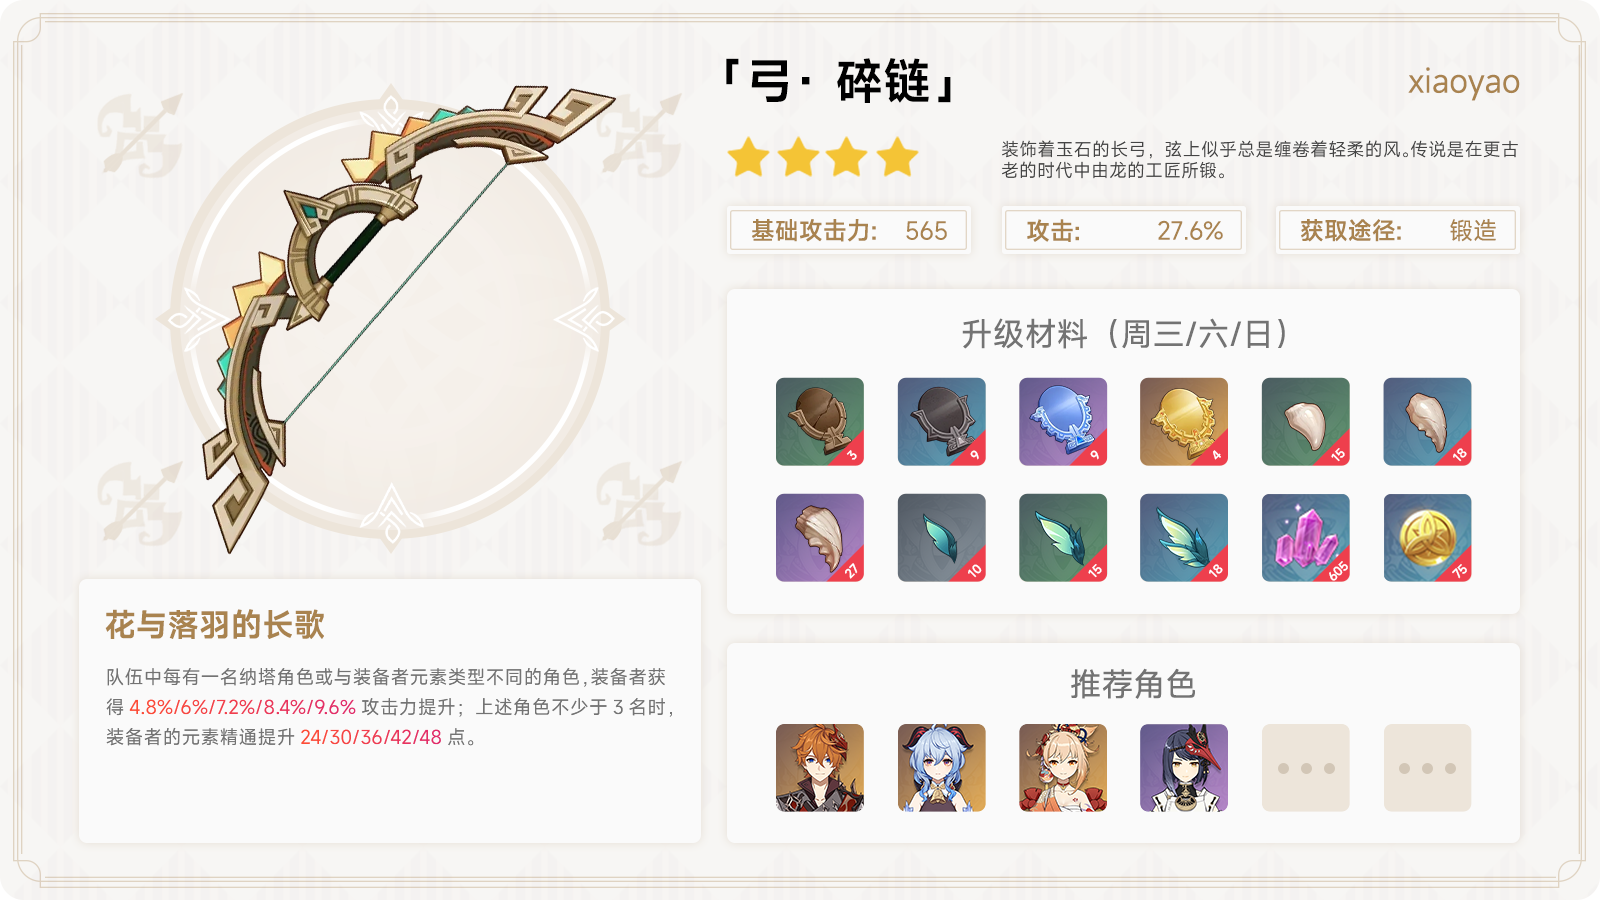 「弓·碎链」
xiaoyao
装饰着玉石的长弓，弦上似乎总是缠卷着轻柔的风。传说是在更古
老的时代中由龙的工匠所锻。
基础攻击力: 565
攻击: 27.6%
获取途径: 锻造
升级材料（周三/六/日）
3 9 9 4 15 18
27 10 15 18 605 75
花与落羽的长歌
队伍中每有一名纳塔角色或与装备者元素类型不同的角色,装备者获
得 4.8%/6%/7.2%/8.4%/9.6% 攻击力提升；上述角色不少于 3 名时,
装备者的元素精通提升 24/30/36/42/48 点。
推荐角色